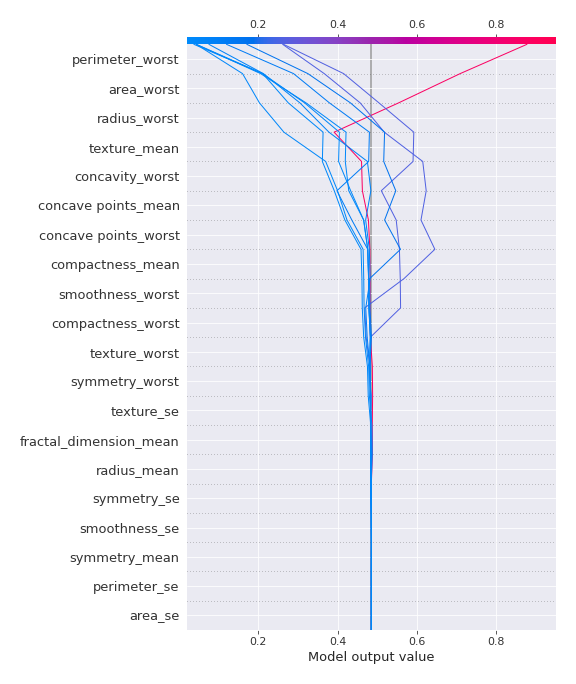 0.2 0.4 0.6 0.8
perimeter_worst
area_worst
radius_worst
texture_mean
concavity_worst
concave points_mean
concave points_worst
compactness_mean
smoothness_worst
compactness_worst
texture_worst
symmetry_worst
texture_se
fractal_dimension_mean
radius_mean
symmetry_se
smoothness_se
symmetry_mean
perimeter_se
area_se
0.2 0.4 0.6 0.8
Model output value